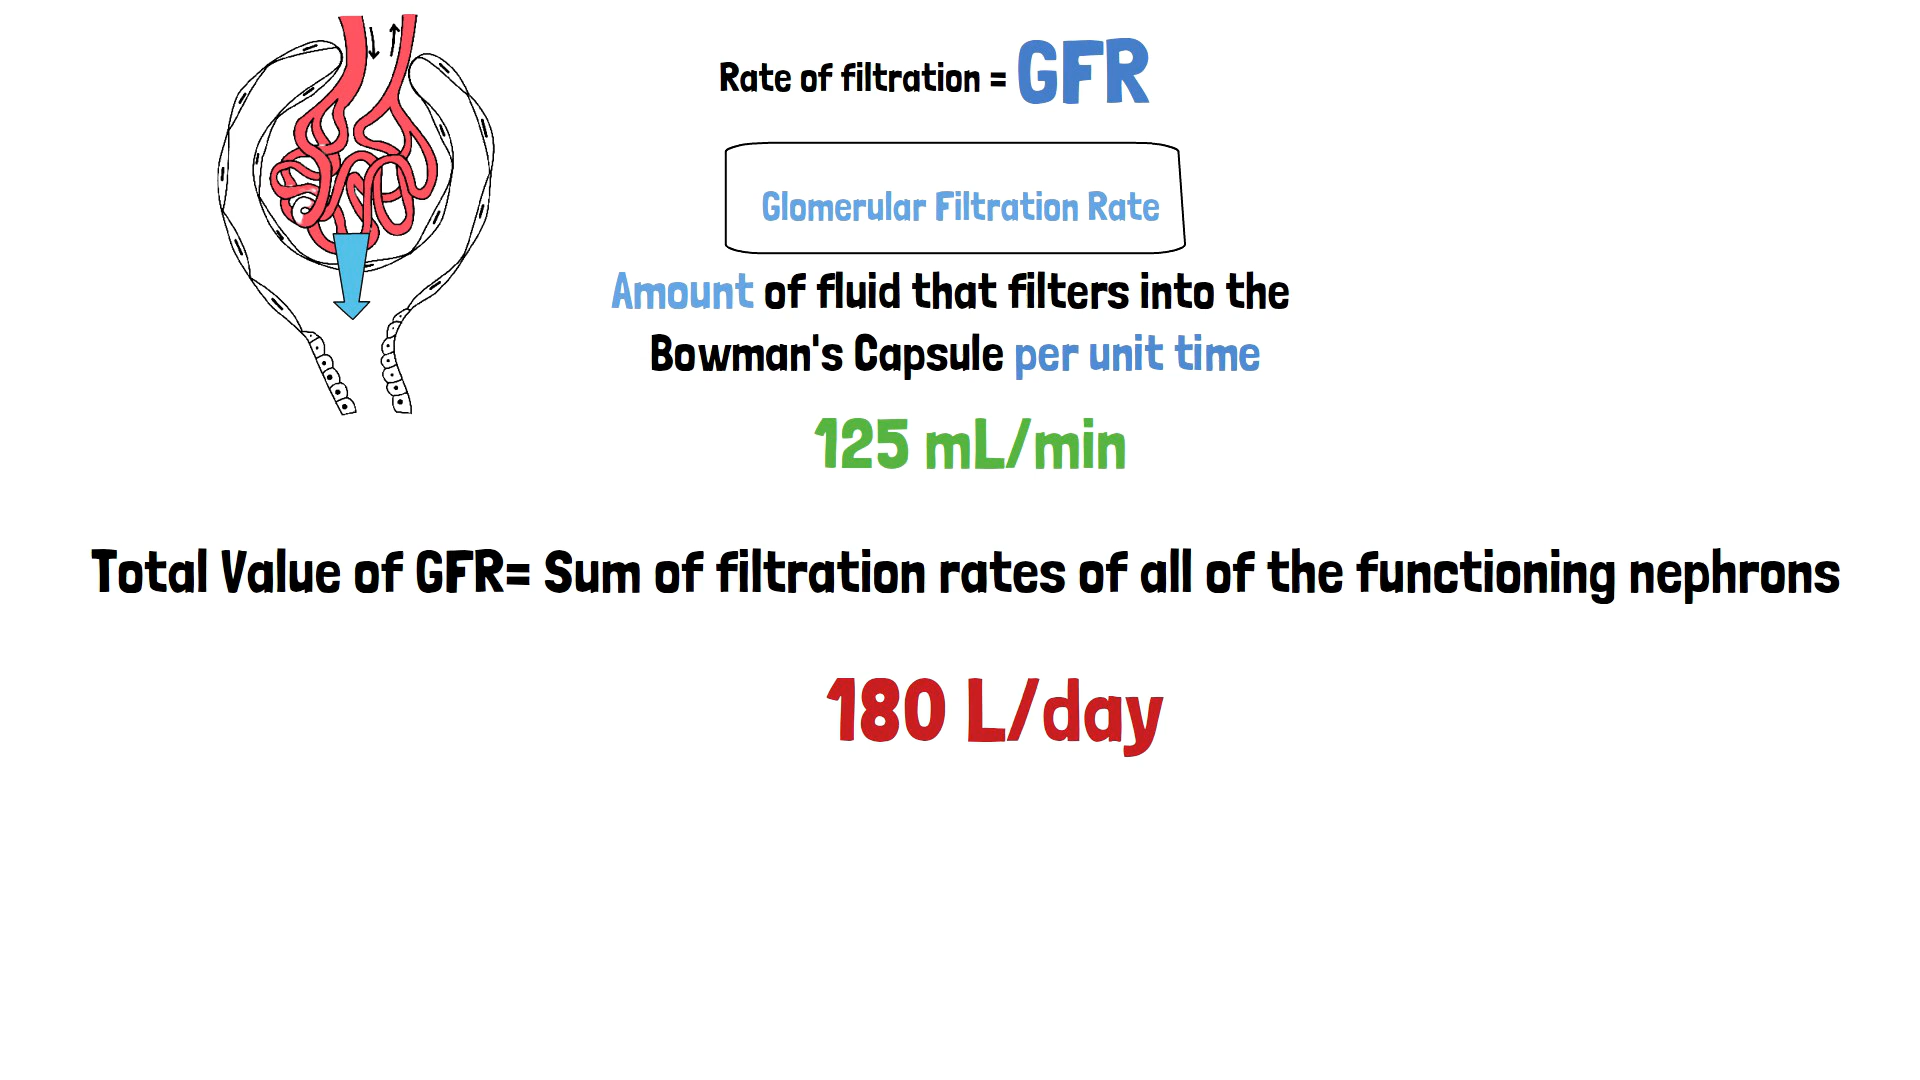 Rate of filtration = GFR
Glomerular Filtration Rate
Amount of fluid that filters into the
Bowman's Capsule per unit time
125 mL/min
Total Value of GFR= Sum of filtration rates of all of the functioning nephrons
180 L/day